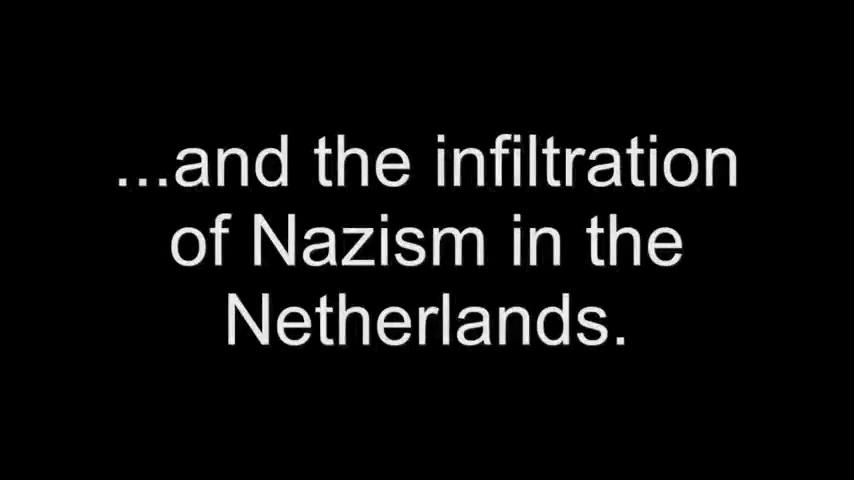 ...and the infiltration
of Nazism in the
Netherlands.